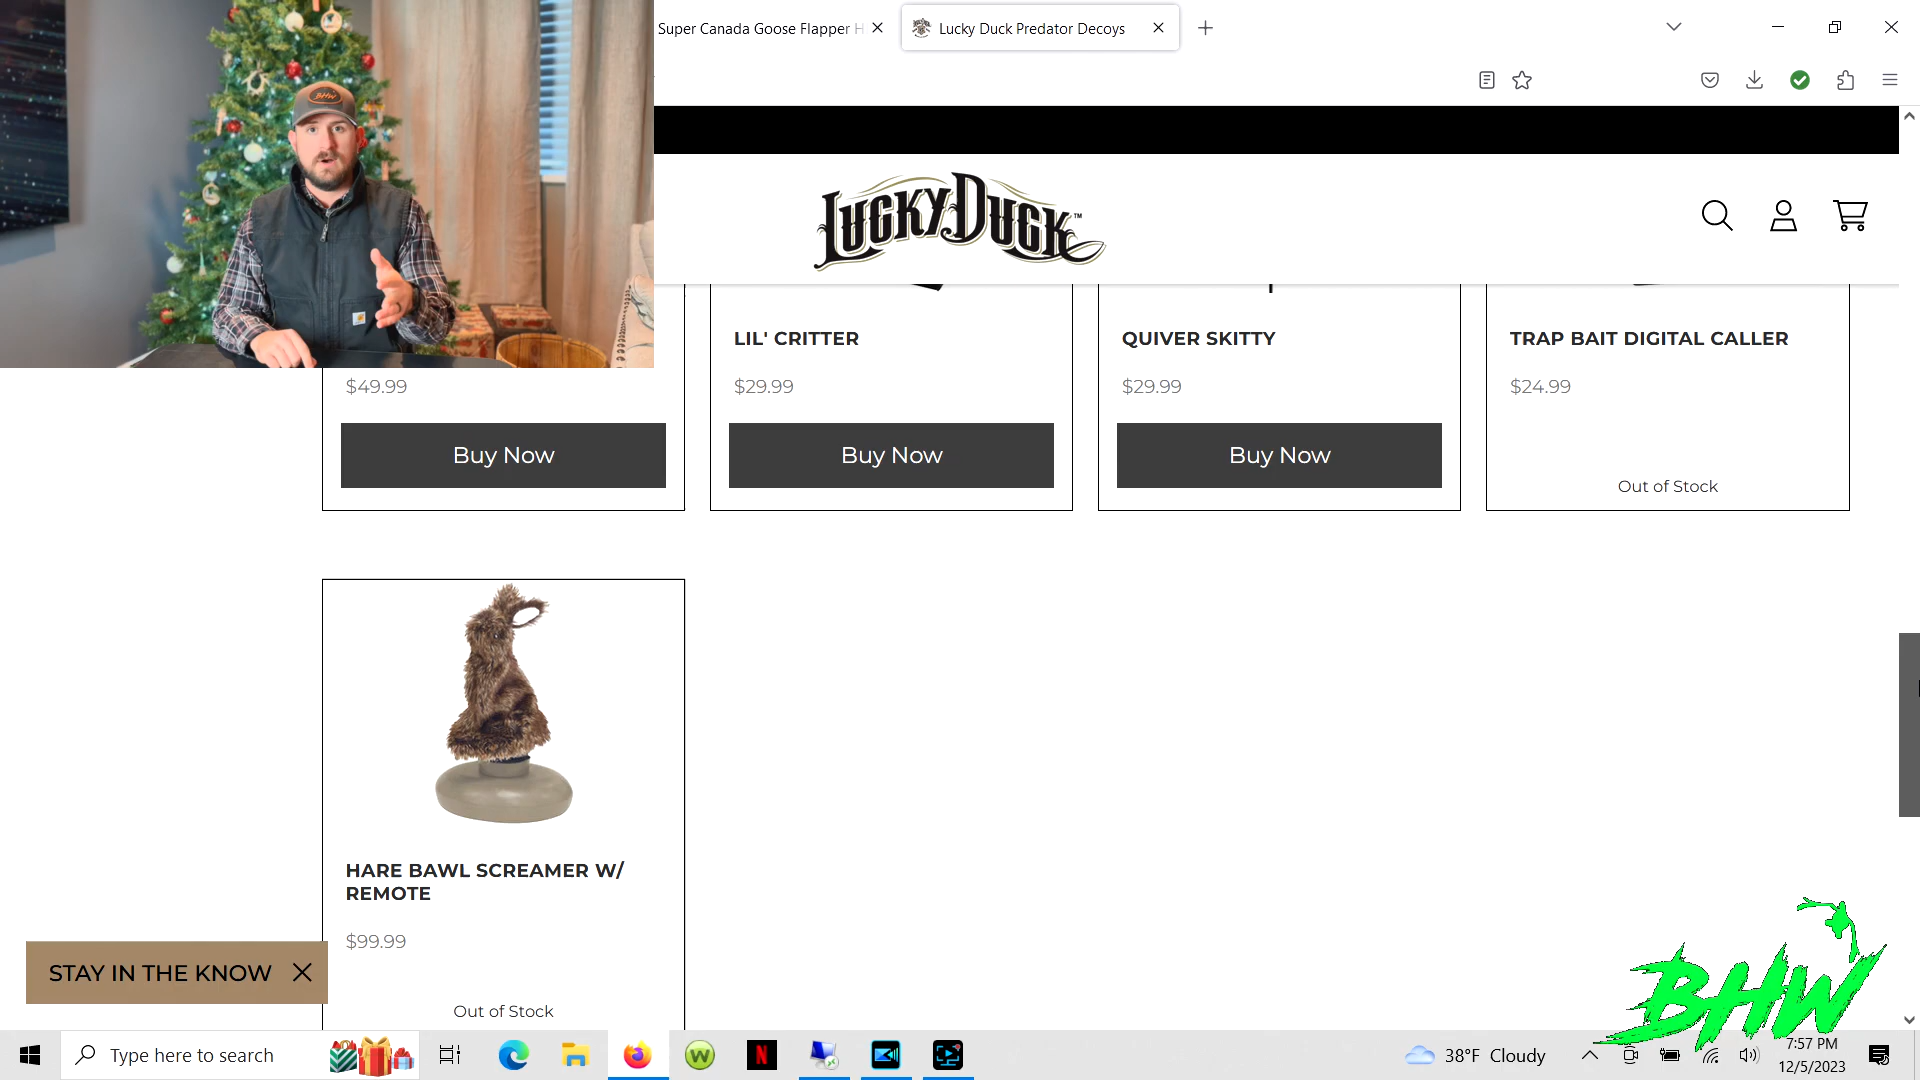 Super Canada Goose Flapper H
Lucky Duck Predator Decoys
BHW
LUCKY DUCK™
LIL' CRITTER
QUIVER SKITTY
TRAP BAIT DIGITAL CALLER
$49.99
$29.99
$29.99
$24.99
Buy Now
Buy Now
Buy Now
Out of Stock
HARE BAWL SCREAMER W/
REMOTE
$99.99
STAY IN THE KNOW
Out of Stock
BHW
Type here to search
38°F Cloudy
7:57 PM
12/5/2023